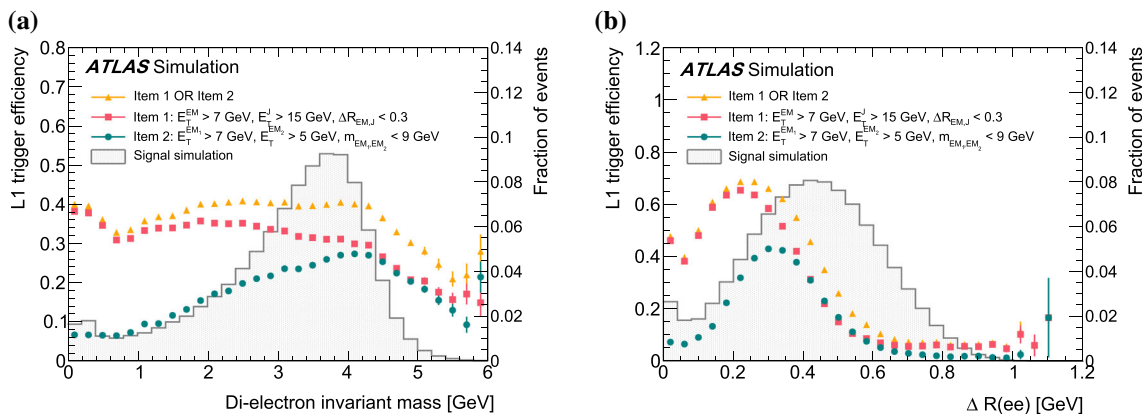 (a)
L1 trigger efficiency
0.8
0.7
0.6
0.5
0.4
0.3
0.2
0.1
0
ATLAS Simulation
Item 1 OR Item 2
Item 1: E_T^EM > 7 GeV, E_T^J > 15 GeV, ΔR_EM,J < 0.3
Item 2: E_T^EM₁ > 7 GeV, E_T^EM₂ > 5 GeV, m_EM₁,EM₂ < 9 GeV
Signal simulation
0.14
0.12
0.1
0.08
0.06
0.04
0.02
0
Fraction of events
0 1 2 3 4 5 6
Di-electron invariant mass [GeV]
(b)
L1 trigger efficiency
1.2
1
0.8
0.6
0.4
0.2
0
ATLAS Simulation
Item 1 OR Item 2
Item 1: E_T^EM > 7 GeV, E_T^J > 15 GeV, ΔR_EM,J < 0.3
Item 2: E_T^EM₁ > 7 GeV, E_T^EM₂ > 5 GeV, m_EM₁,EM₂ < 9 GeV
Signal simulation
0.14
0.12
0.1
0.08
0.06
0.04
0.02
0
Fraction of events
0 0.2 0.4 0.6 0.8 1 1.2
Δ R(ee) [GeV]